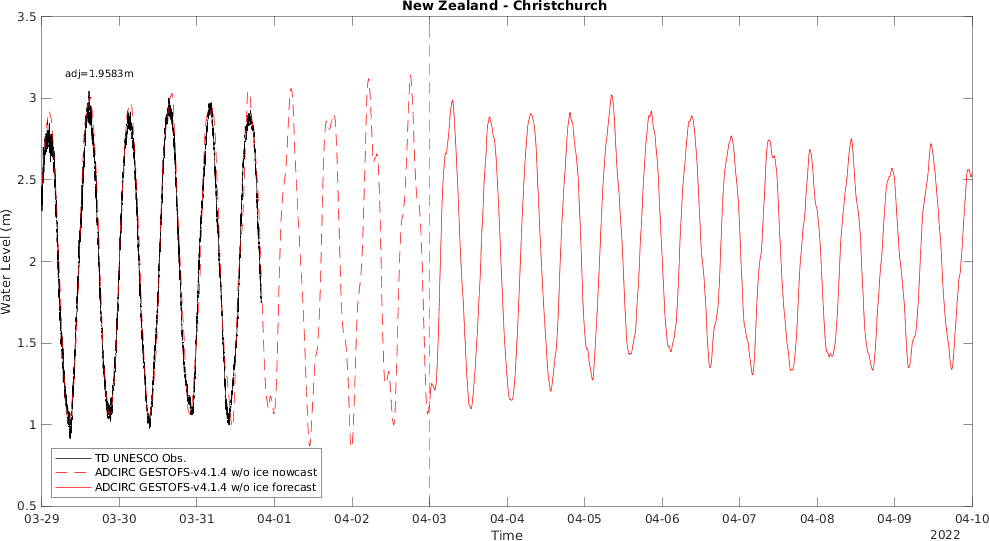 New Zealand - Christchurch
3.5
3
2.5
2
1.5
1
0.5
Water Level (m)
adj=1.9583m
TD UNESCO Obs.
ADCIRC GESTOFS-v4.1.4 w/o ice nowcast
ADCIRC GESTOFS-v4.1.4 w/o ice forecast
03-29 03-30 03-31 04-01 04-02 04-03 04-04 04-05 04-06 04-07 04-08 04-09 04-10
Time
2022